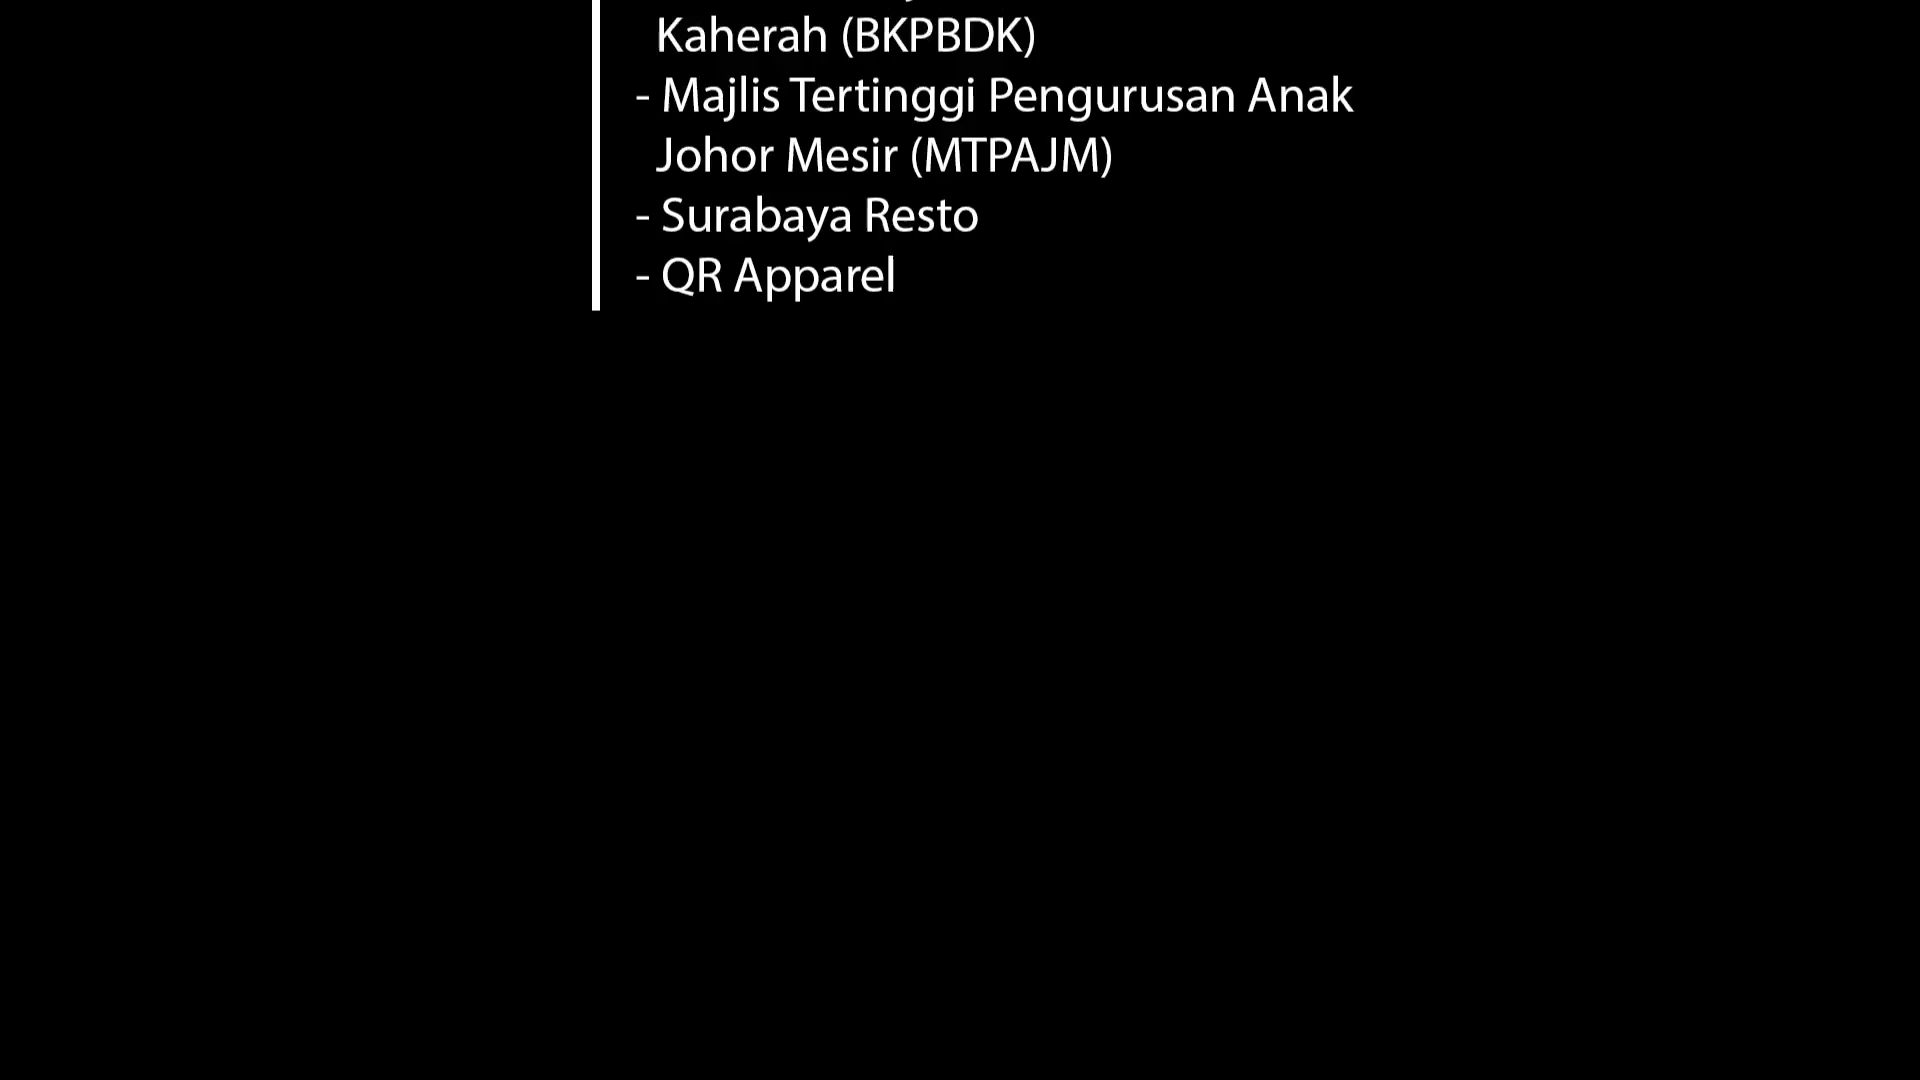 Kaherah (BKPBDK)
- Majlis Tertinggi Pengurusan Anak
Johor Mesir (MTPAJM)
- Surabaya Resto
- QR Apparel